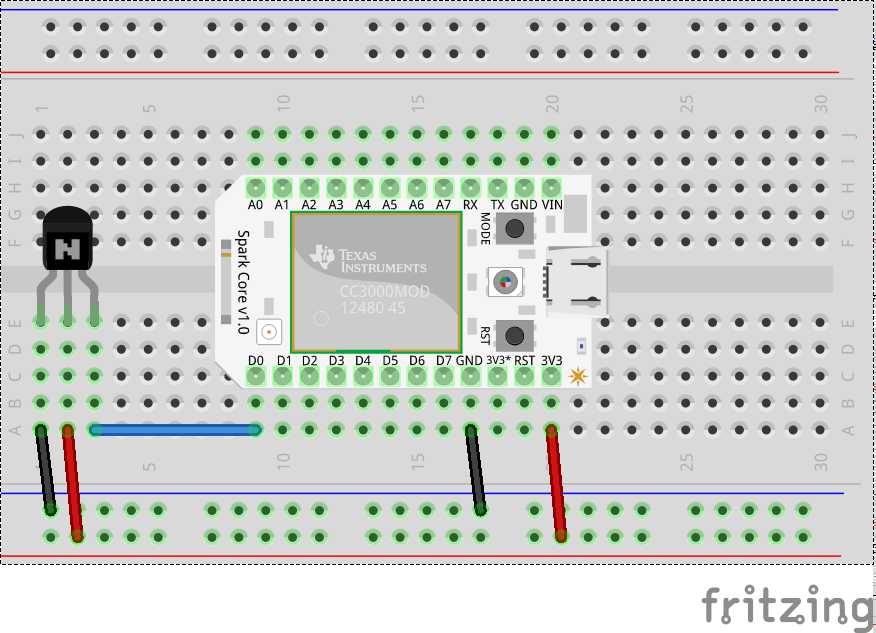 1 5 10 15 20 25 30
J J
I I
H H
G G
F F
A0 A1 A2 A3 A4 A5 A6 A7 RX TX GND VIN
N
Spark Core v1.0
TEXAS
INSTRUMENTS
CC3000MOD
12480 45
MODE
RST
D0 D1 D2 D3 D4 D5 D6 D7 GND 3V3* RST 3V3
E E
D D
C C
B B
A A
1 5 10 15 20 25 30
fritzing